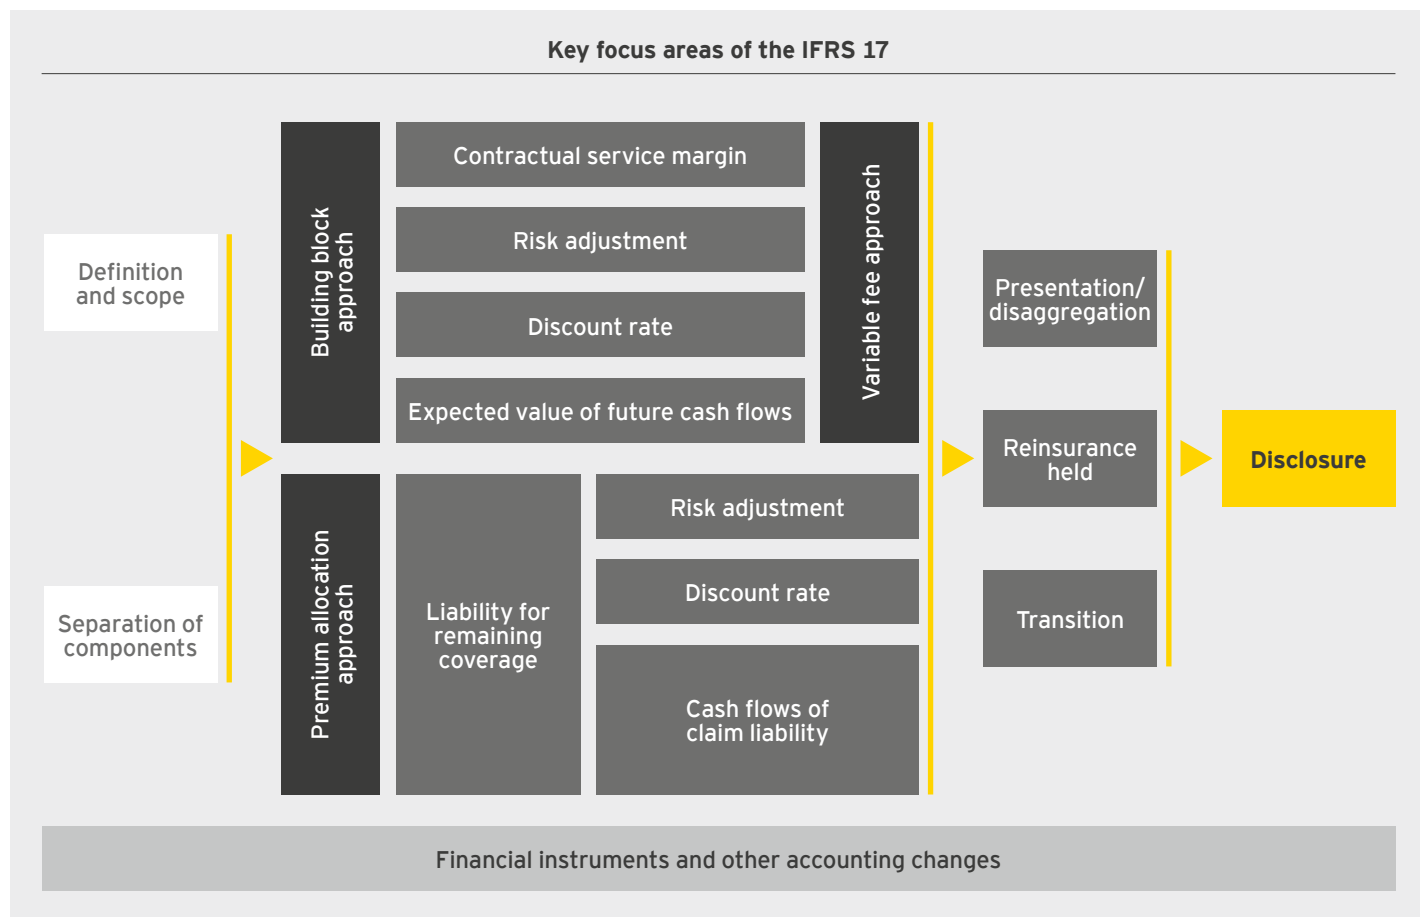 Key focus areas of the IFRS 17
Definition
and scope
Separation of
components
Building block
approach
Contractual service margin
Risk adjustment
Discount rate
Expected value of future cash flows
Variable fee approach
Premium allocation
approach
Liability for
remaining
coverage
Risk adjustment
Discount rate
Cash flows of
claim liability
Presentation/
disaggregation
Reinsurance
held
Transition
Disclosure
Financial instruments and other accounting changes